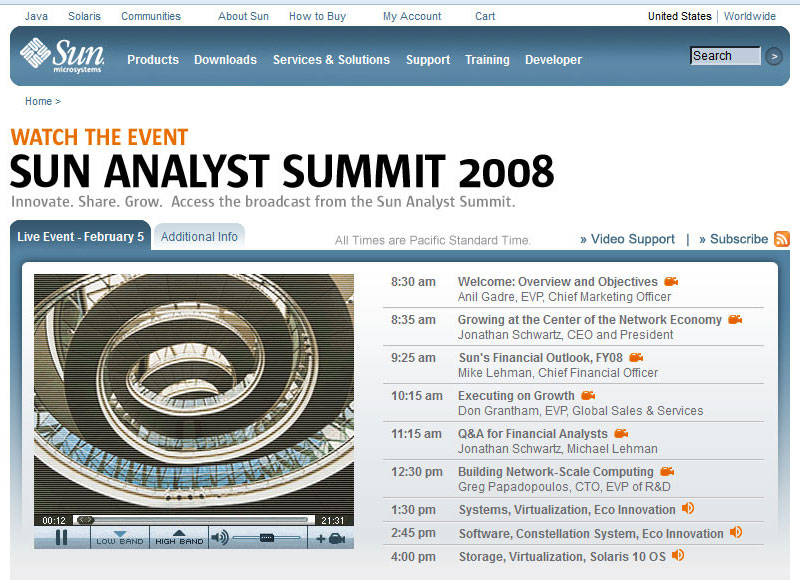 Java Solaris Communities About Sun How to Buy My Account Cart United States | Worldwide
Sun microsystems
Products Downloads Services & Solutions Support Training Developer Search >
Home >
WATCH THE EVENT
SUN ANALYST SUMMIT 2008
Innovate. Share. Grow. Access the broadcast from the Sun Analyst Summit.
Live Event - February 5 Additional Info All Times are Pacific Standard Time. » Video Support | » Subscribe
8:30 am Welcome: Overview and Objectives
Anil Gadre, EVP, Chief Marketing Officer
8:35 am Growing at the Center of the Network Economy
Jonathan Schwartz, CEO and President
9:25 am Sun's Financial Outlook, FY08
Mike Lehman, Chief Financial Officer
10:15 am Executing on Growth
Don Grantham, EVP, Global Sales & Services
11:15 am Q&A for Financial Analysts
Jonathan Schwartz, Michael Lehman
12:30 pm Building Network-Scale Computing
Greg Papadopoulos, CTO, EVP of R&D
1:30 pm Systems, Virtualization, Eco Innovation
2:45 pm Software, Constellation System, Eco Innovation
4:00 pm Storage, Virtualization, Solaris 10 OS
00:12 21:31
LOW BAND HIGH BAND